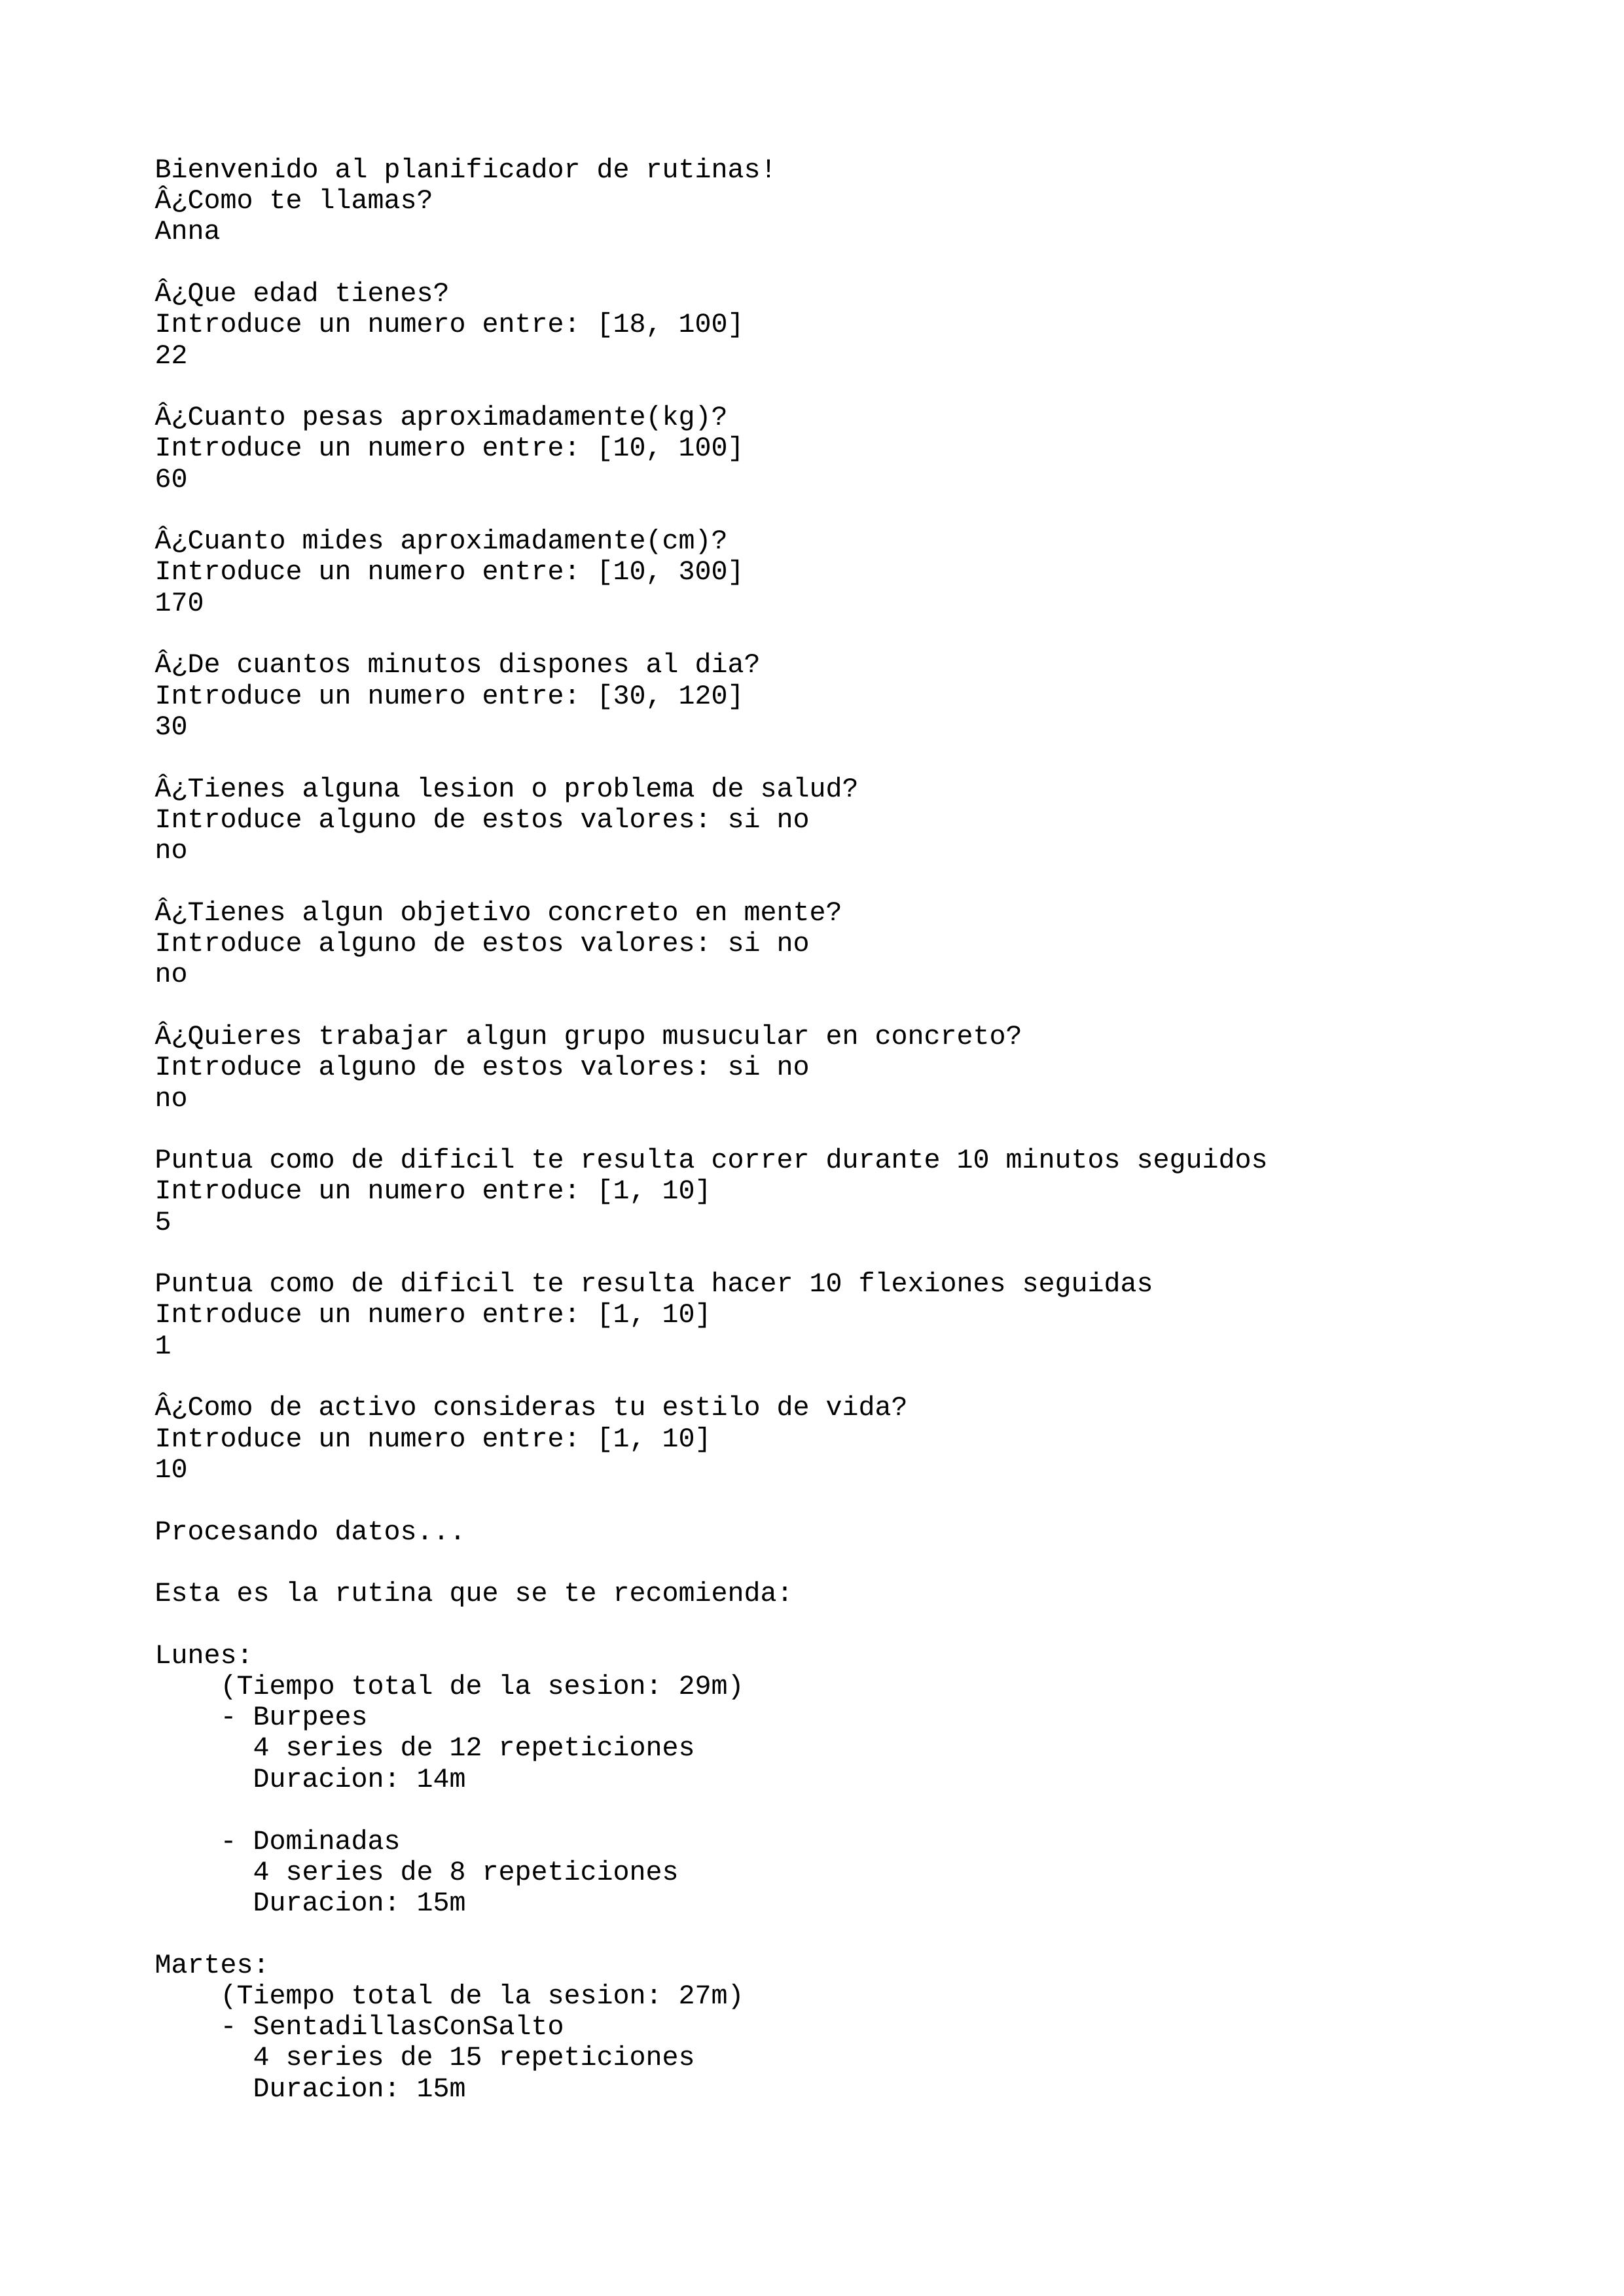 Bienvenido al planificador de rutinas!
Â¿Como te llamas?
Anna
Â¿Que edad tienes?
Introduce un numero entre: [18, 100]
22
Â¿Cuanto pesas aproximadamente(kg)?
Introduce un numero entre: [10, 100]
60
Â¿Cuanto mides aproximadamente(cm)?
Introduce un numero entre: [10, 300]
170
Â¿De cuantos minutos dispones al dia?
Introduce un numero entre: [30, 120]
30
Â¿Tienes alguna lesion o problema de salud?
Introduce alguno de estos valores: si no
no
Â¿Tienes algun objetivo concreto en mente?
Introduce alguno de estos valores: si no
no
Â¿Quieres trabajar algun grupo musucular en concreto?
Introduce alguno de estos valores: si no
no
Puntua como de dificil te resulta correr durante 10 minutos seguidos
Introduce un numero entre: [1, 10]
5
Puntua como de dificil te resulta hacer 10 flexiones seguidas
Introduce un numero entre: [1, 10]
1
Â¿Como de activo consideras tu estilo de vida?
Introduce un numero entre: [1, 10]
10
Procesando datos...
Esta es la rutina que se te recomienda:
Lunes:
(Tiempo total de la sesion: 29m)
- Burpees
4 series de 12 repeticiones
Duracion: 14m
- Dominadas
4 series de 8 repeticiones
Duracion: 15m
Martes:
(Tiempo total de la sesion: 27m)
- SentadillasConSalto
4 series de 15 repeticiones
Duracion: 15m